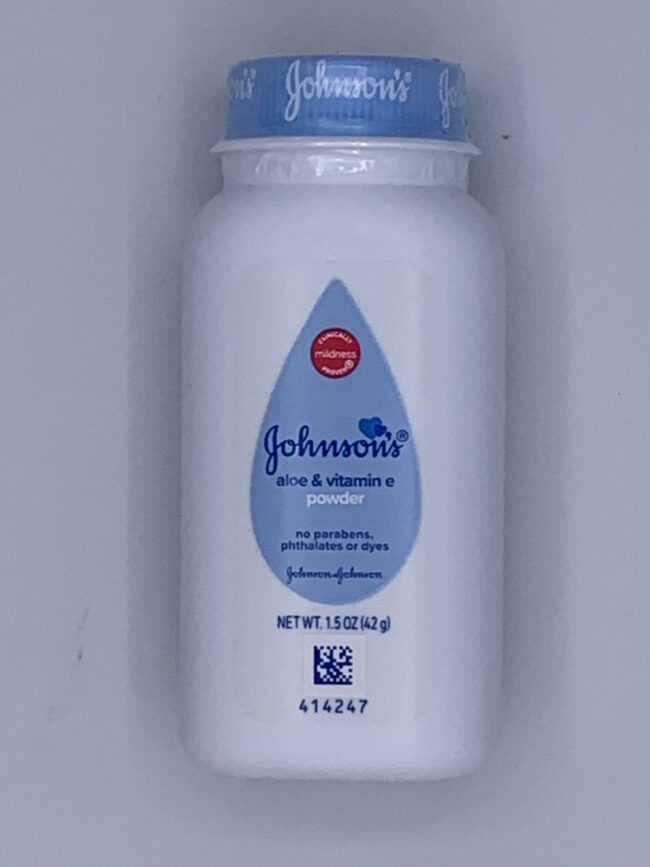 Johnson's®
CLINICALLY
mildness
PROVEN®
Johnson's®
aloe & vitamin e
powder
no parabens,
phthalates or dyes
Johnson & Johnson
NET WT. 1.5 OZ (42 g)
414247